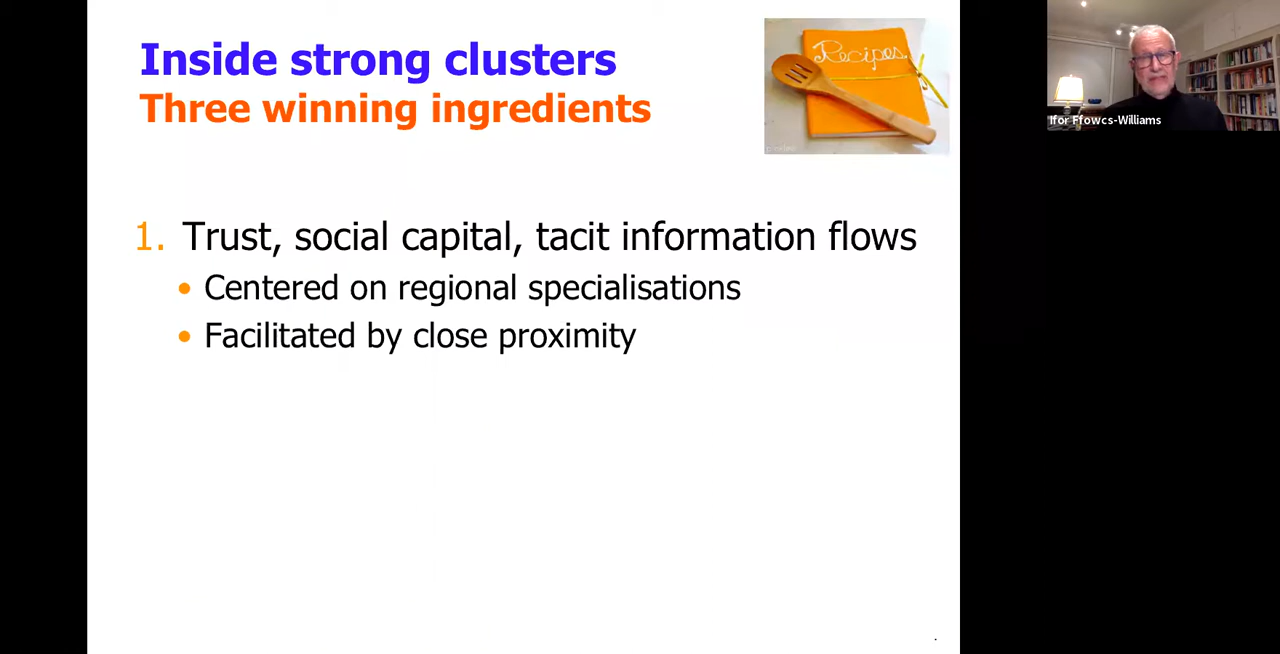 Inside strong clusters
Three winning ingredients
Recipes
Ifor Ffowcs-Williams
1. Trust, social capital, tacit information flows
• Centered on regional specialisations
• Facilitated by close proximity